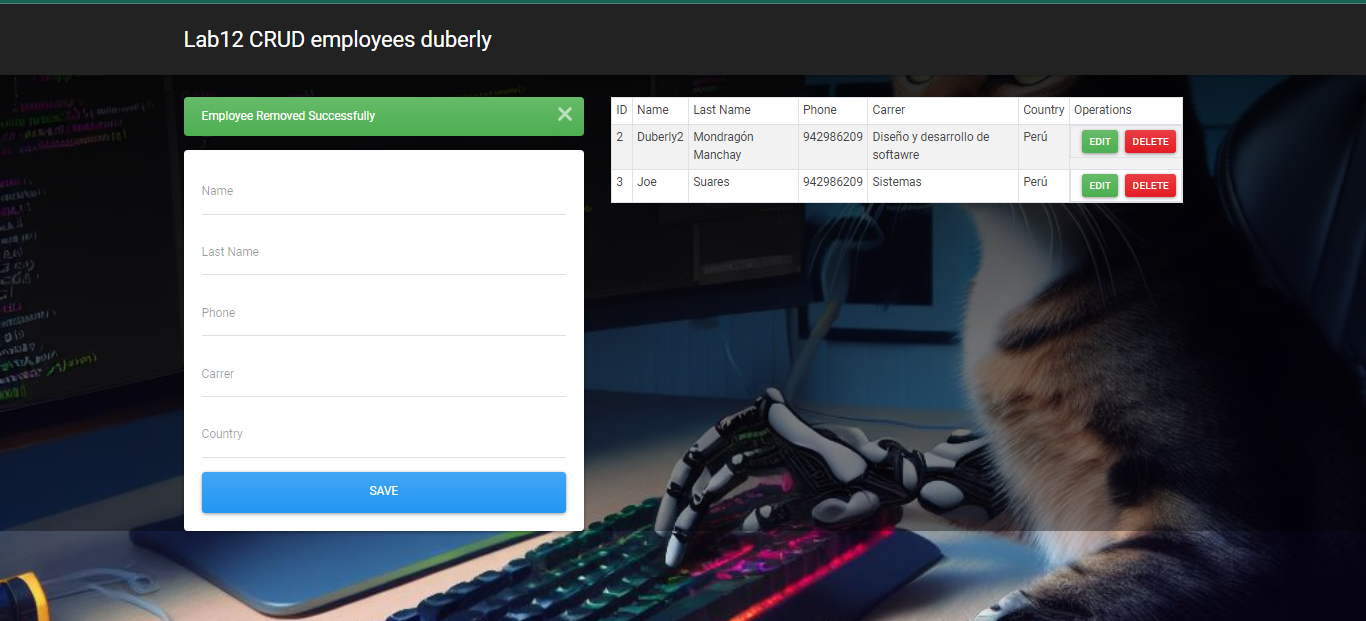 Lab12 CRUD employees duberly
Employee Removed Successfully ×
Name
Last Name
Phone
Carrer
Country
SAVE
ID Name Last Name Phone Carrer Country Operations
2 Duberly2 Mondragón Manchay 942986209 Diseño y desarrollo de softawre Perú EDIT DELETE
3 Joe Suares 942986209 Sistemas Perú EDIT DELETE